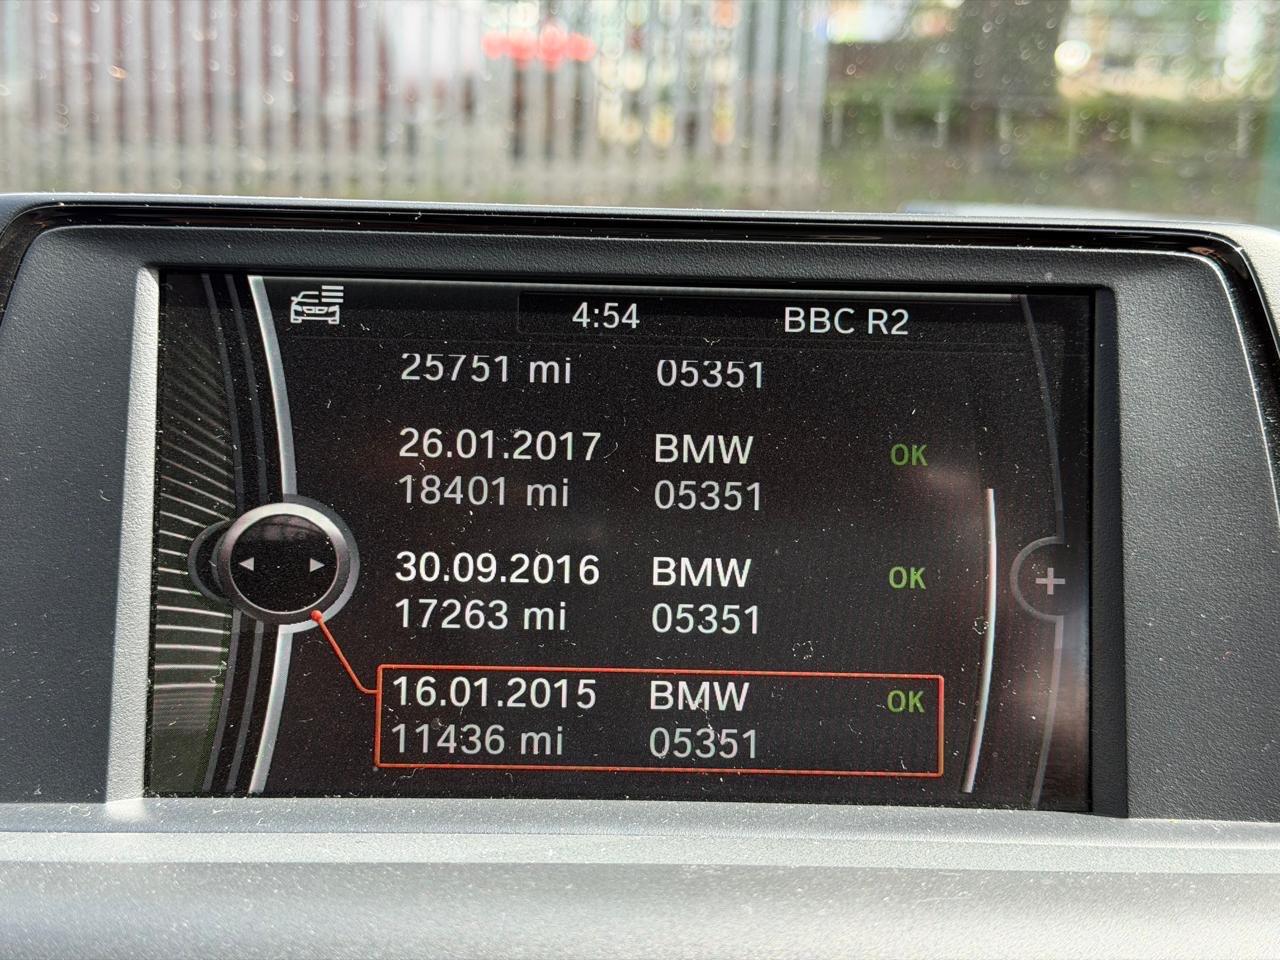 4:54 BBC R2
25751 mi 05351
26.01.2017 BMW OK
18401 mi 05351
30.09.2016 BMW OK
17263 mi 05351
16.01.2015 BMW OK
11436 mi 05351